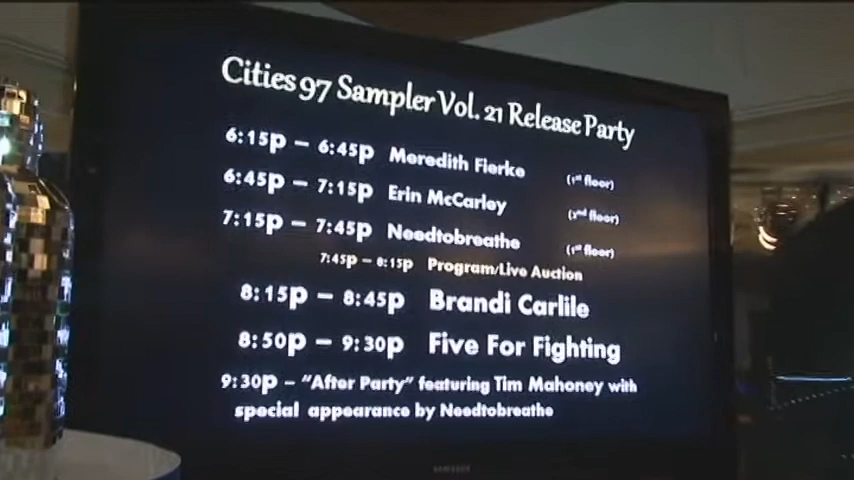 Cities 97 Sampler Vol. 21 Release Party
6:15p – 6:45p Meredith Fierke (1st floor)
6:45p – 7:15p Erin McCarley (2nd floor)
7:15p – 7:45p Needtobreathe (1st floor)
7:45p – 8:15p Program/Live Auction
8:15p – 8:45p Brandi Carlile
8:50p – 9:30p Five For Fighting
9:30p – “After Party” featuring Tim Mahoney with
special appearance by Needtobreathe
SAMSUNG